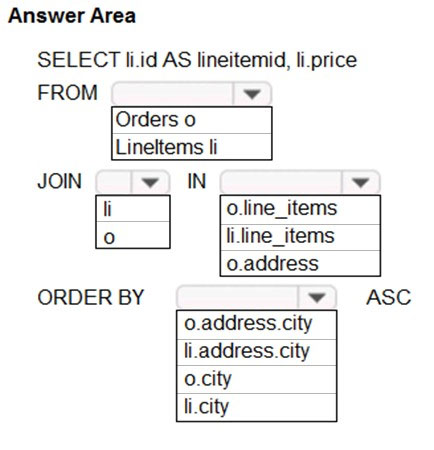 Answer Area
SELECT li.id AS lineitemid, li.price
FROM
Orders o
LineItems li
JOIN IN
li
o
o.line_items
li.line_items
o.address
ORDER BY ASC
o.address.city
li.address.city
o.city
li.city